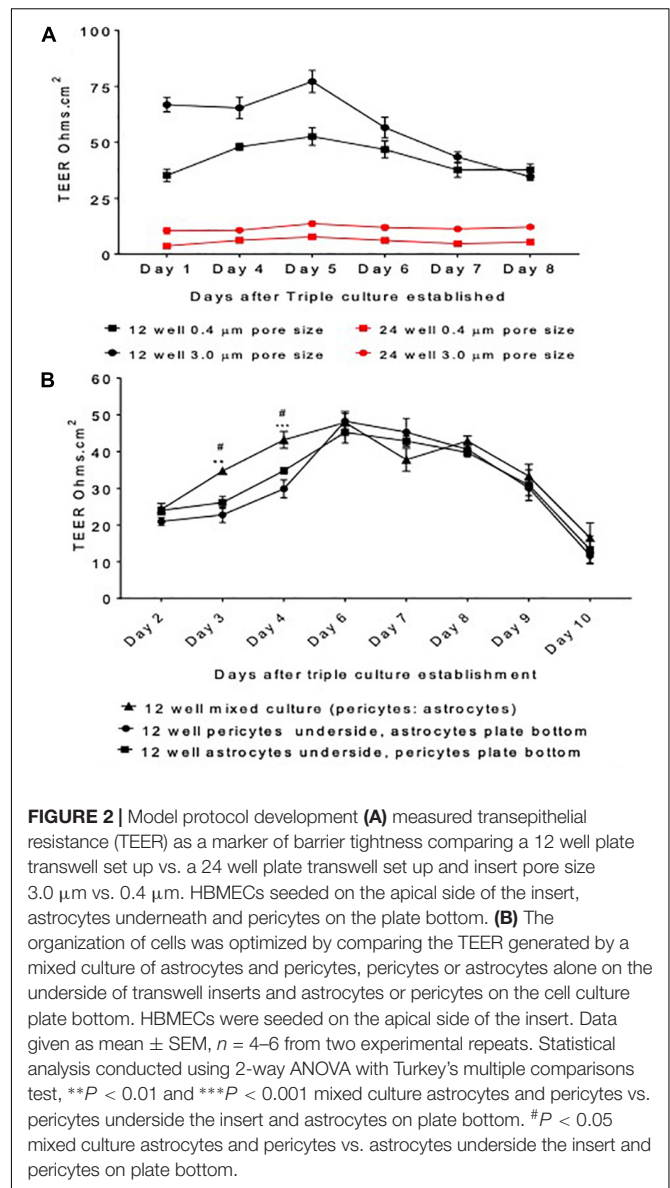 A
100
75
50
25
0
TEER Ohms.cm²
Day 1 Day 4 Day 5 Day 6 Day 7 Day 8
Days after Triple culture established
12 well 0.4 μm pore size 24 well 0.4 μm pore size
12 well 3.0 μm pore size 24 well 3.0 μm pore size
B
60
50
40
30
20
10
0
TEER Ohms.cm²
# #
** ***
Day 2 Day 3 Day 4 Day 6 Day 7 Day 8 Day 9 Day 10
Days after triple culture establishment
12 well mixed culture (pericytes: astrocytes)
12 well pericytes underside, astrocytes plate bottom
12 well astrocytes underside, pericytes plate bottom
FIGURE 2 | Model protocol development (A) measured transepithelial
resistance (TEER) as a marker of barrier tightness comparing a 12 well plate
transwell set up vs. a 24 well plate transwell set up and insert pore size
3.0 μm vs. 0.4 μm. HBMECs seeded on the apical side of the insert,
astrocytes underneath and pericytes on the plate bottom. (B) The
organization of cells was optimized by comparing the TEER generated by a
mixed culture of astrocytes and pericytes, pericytes or astrocytes alone on the
underside of transwell inserts and astrocytes or pericytes on the cell culture
plate bottom. HBMECs were seeded on the apical side of the insert. Data
given as mean ± SEM, n = 4–6 from two experimental repeats. Statistical
analysis conducted using 2-way ANOVA with Turkey's multiple comparisons
test, **P < 0.01 and ***P < 0.001 mixed culture astrocytes and pericytes vs.
pericytes underside the insert and astrocytes on plate bottom. #P < 0.05
mixed culture astrocytes and pericytes vs. astrocytes underside the insert and
pericytes on plate bottom.